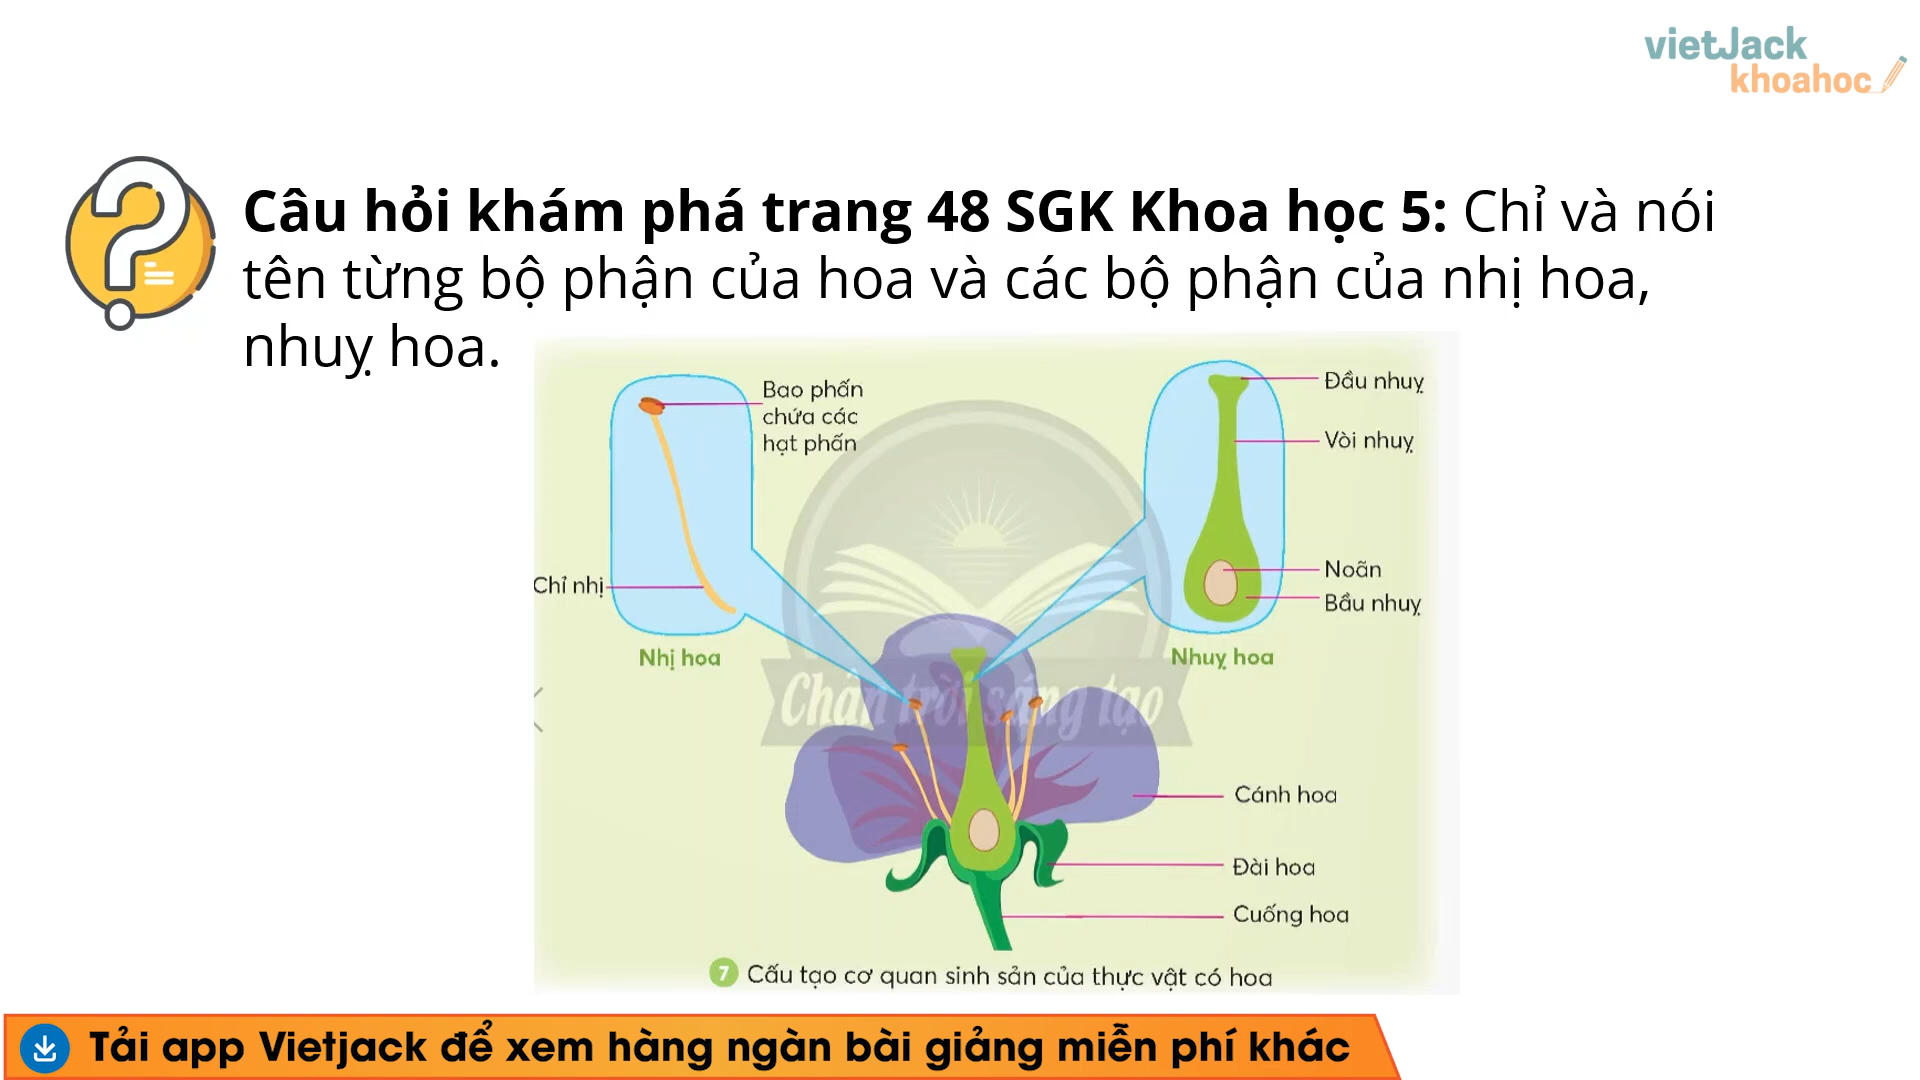 vietJack
khoahoc
Câu hỏi khám phá trang 48 SGK Khoa học 5: Chỉ và nói
tên từng bộ phận của hoa và các bộ phận của nhị hoa,
nhuỵ hoa.
Bao phấn
chứa các
hạt phấn
Chỉ nhị
Nhị hoa
Đầu nhuỵ
Vòi nhuỵ
Noãn
Bầu nhuỵ
Nhuỵ hoa
Chân trời sáng tạo
Cánh hoa
Đài hoa
Cuống hoa
7 Cấu tạo cơ quan sinh sản của thực vật có hoa
Tải app Vietjack để xem hàng ngàn bài giảng miễn phí khác